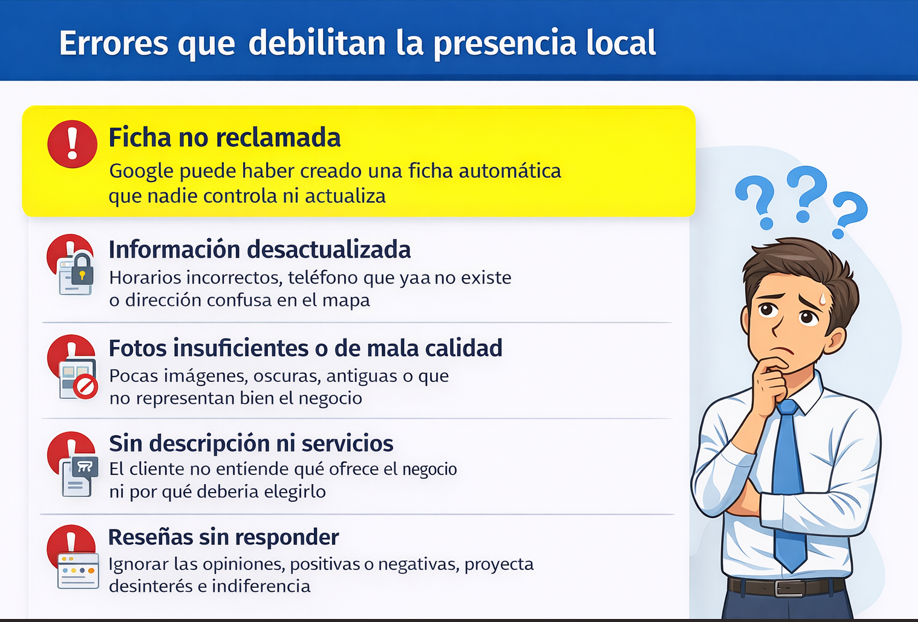 Errores que debilitan la presencia local
Ficha no reclamada
Google puede haber creado una ficha automática
que nadie controla ni actualiza
Información desactualizada
Horarios incorrectos, teléfono que yaa no existe
o dirección confusa en el mapa
Fotos insuficientes o de mala calidad
Pocas imágenes, oscuras, antiguas o que
no representan bien el negocio
Sin descripción ni servicios
El cliente no entiende qué ofrece el negocio
ni por qué deberia elegirlo
Reseñas sin responder
Ignorar las opiniones, positivas o negativas, proyecta
desinterés e indiferencia